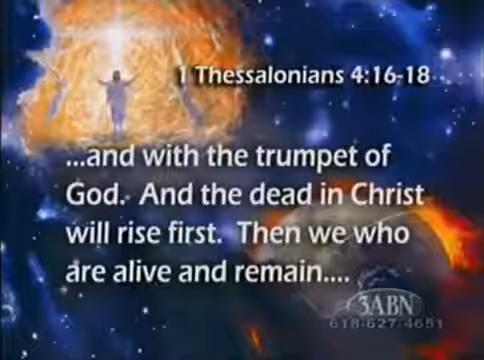 1 Thessalonians 4:16-18
...and with the trumpet of
God. And the dead in Christ
will rise first. Then we who
are alive and remain....
3ABN
618-627-4651